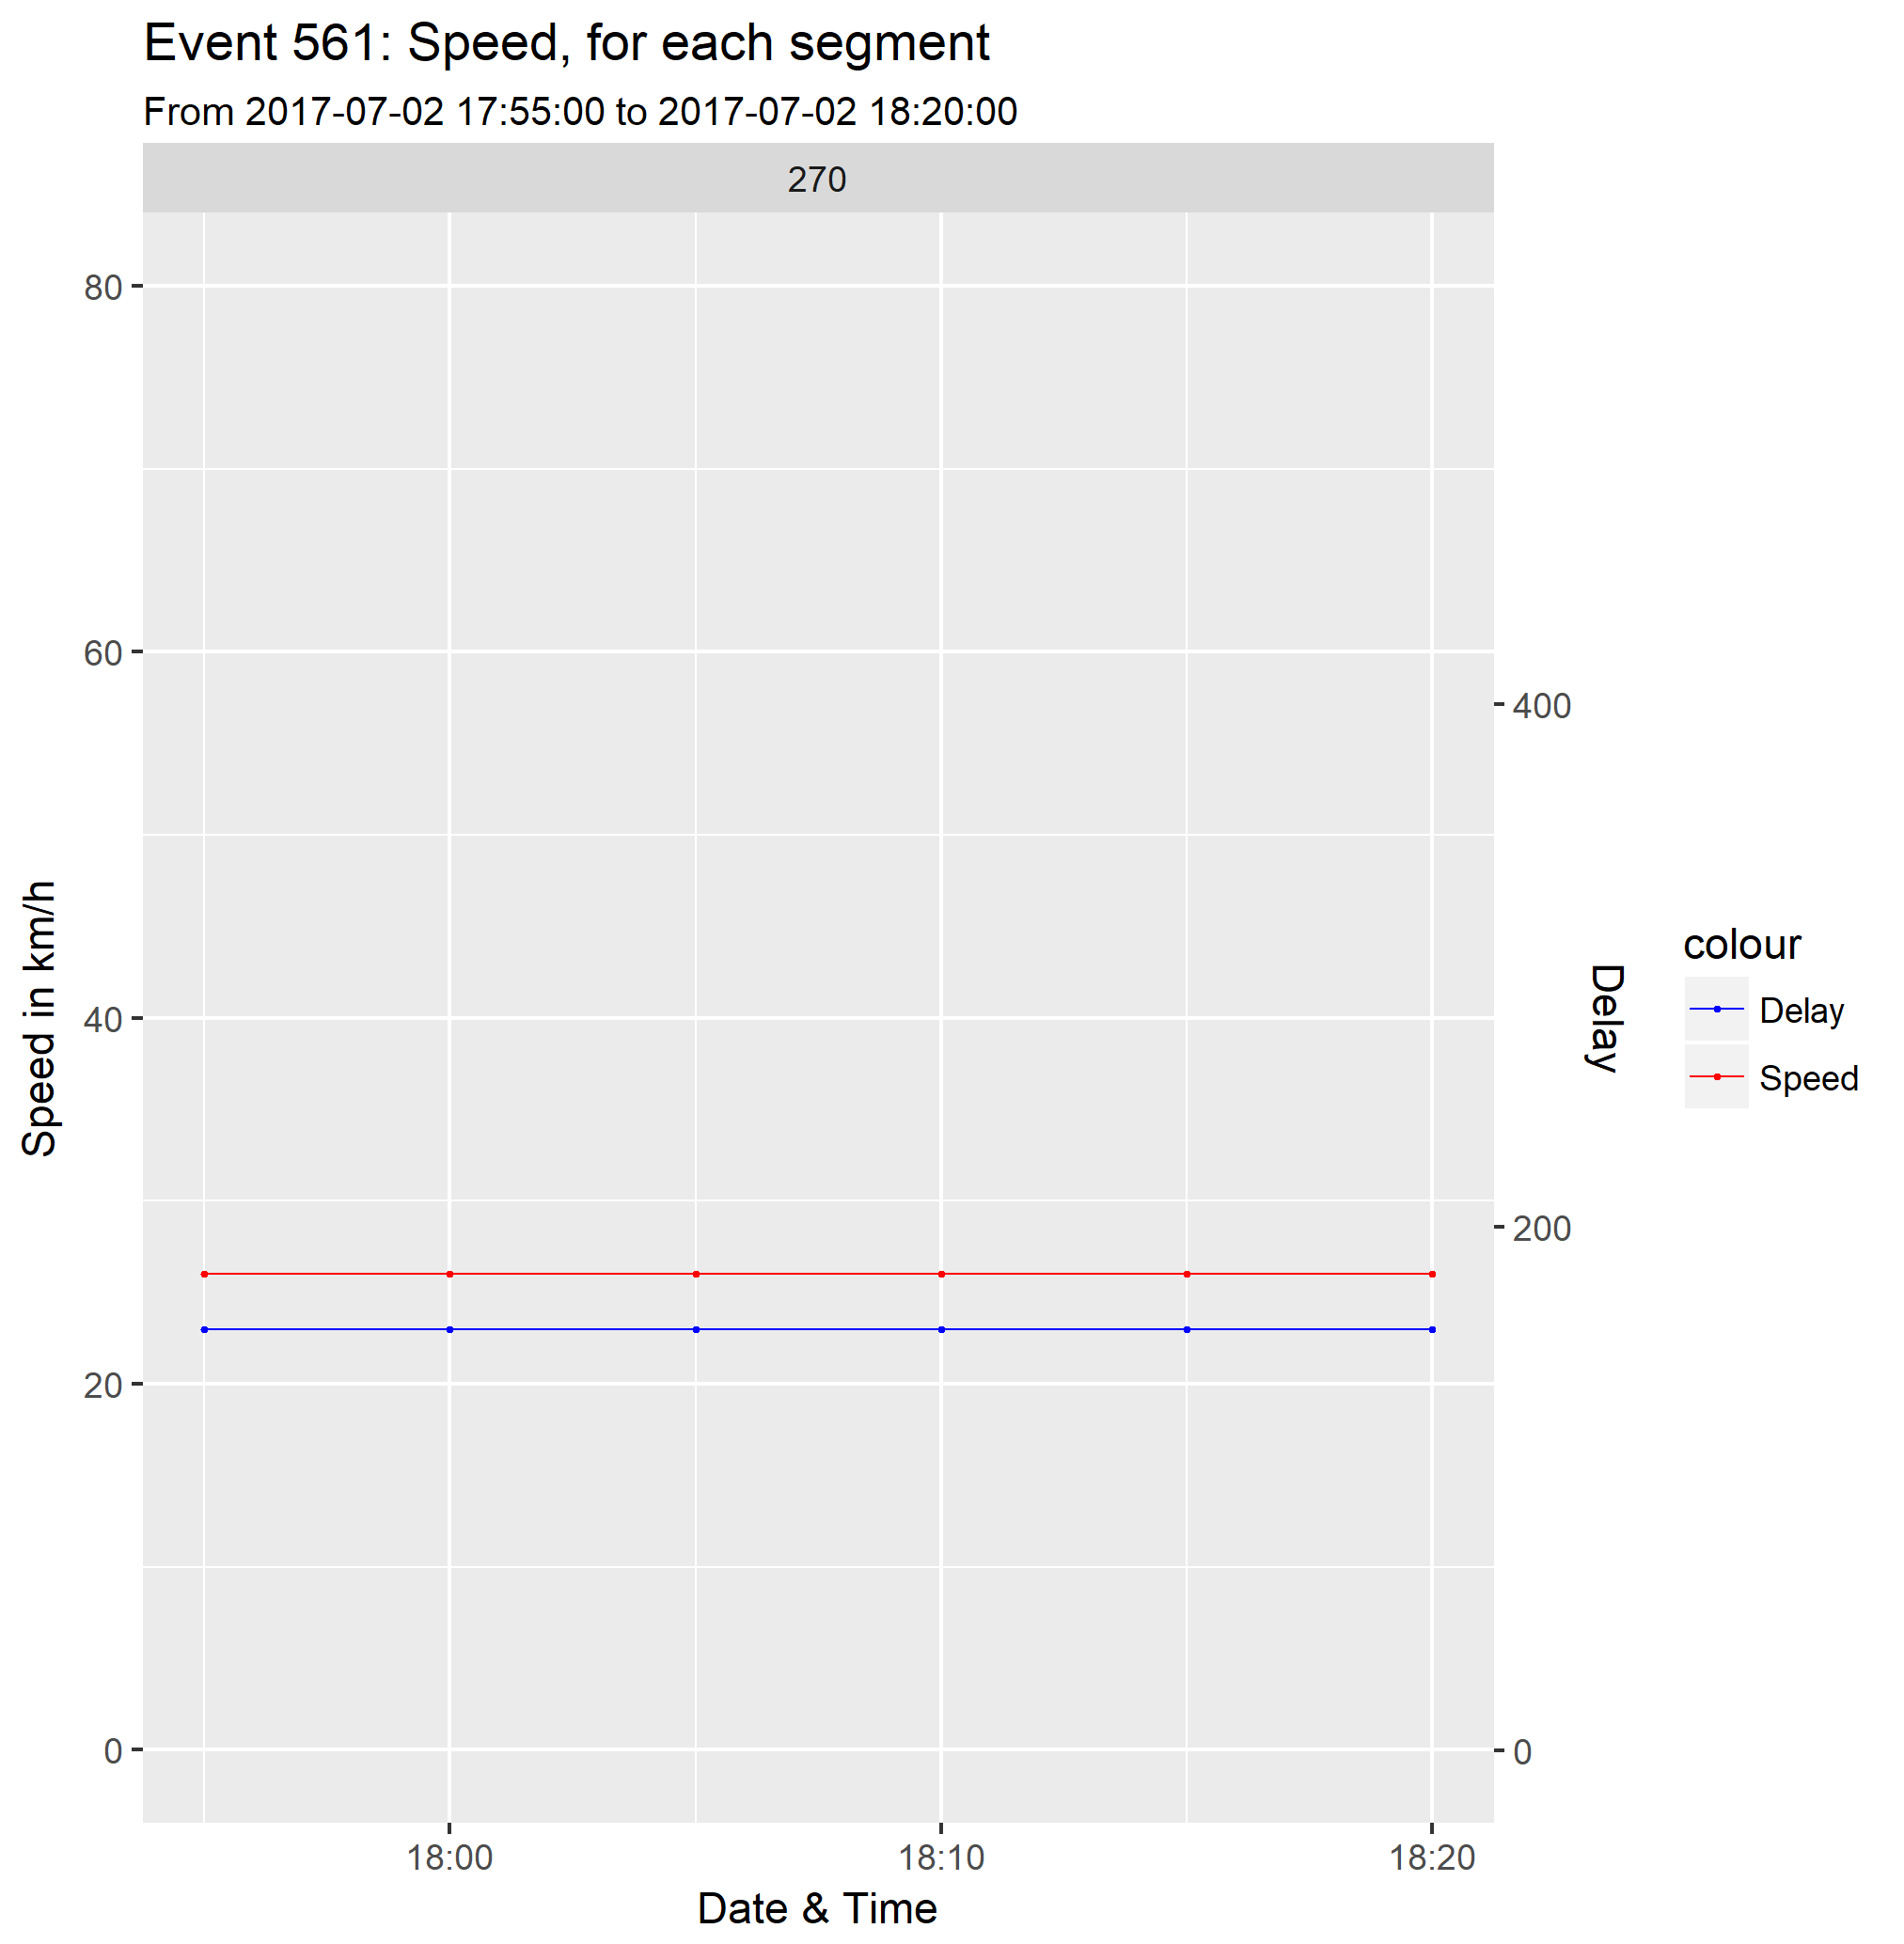 Event 561: Speed, for each segment
From 2017-07-02 17:55:00 to 2017-07-02 18:20:00
270
80
60
40
20
0
Speed in km/h
400
200
0
Delay
colour
Delay
Speed
18:00 18:10 18:20
Date & Time